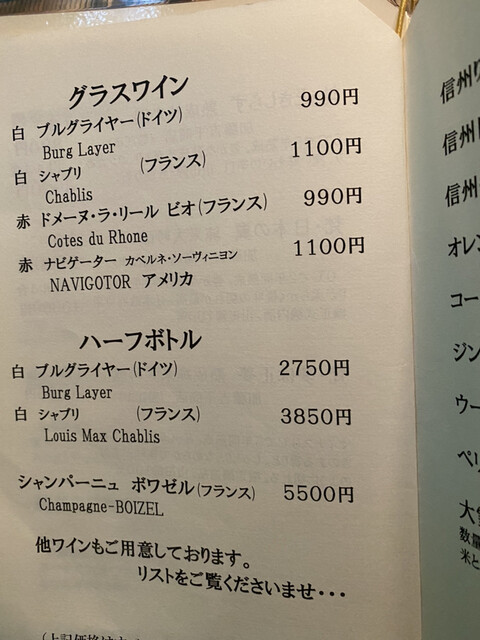 グラスワイン
白 ブルグライヤー(ドイツ) 990円
Burg Layer
白 シャブリ (フランス) 1100円
Chablis
赤 ドメーヌ・ラ・リール ビオ(フランス) 990円
Cotes du Rhone
赤 ナビゲーター カベルネ・ソーヴィニヨン 1100円
NAVIGOTOR アメリカ
ハーフボトル
白 ブルグライヤー(ドイツ) 2750円
Burg Layer
白 シャブリ (フランス) 3850円
Louis Max Chablis
シャンパーニュ ボワゼル(フランス) 5500円
Champagne-BOIZEL
他ワインもご用意しております。
リストをご覧くださいませ・・・
信州
信州
信州
オレン
コー
ジン
ウー
ペリ
数量
米と